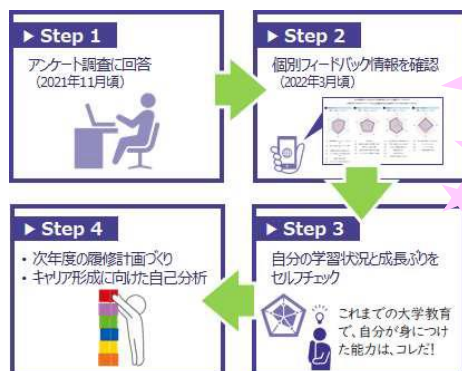 ▶ Step 1
アンケート調査に回答
（2021年11月頃）
▶ Step 2
個別フィードバック情報を確認
（2022年3月頃）
▶ Step 3
自分の学習状況と成長ぶりを
セルフチェック
これまでの大学教育
で、自分が身につけ
た能力は、コレだ!
▶ Step 4
・次年度の履修計画づくり
・キャリア形成に向けた自己分析